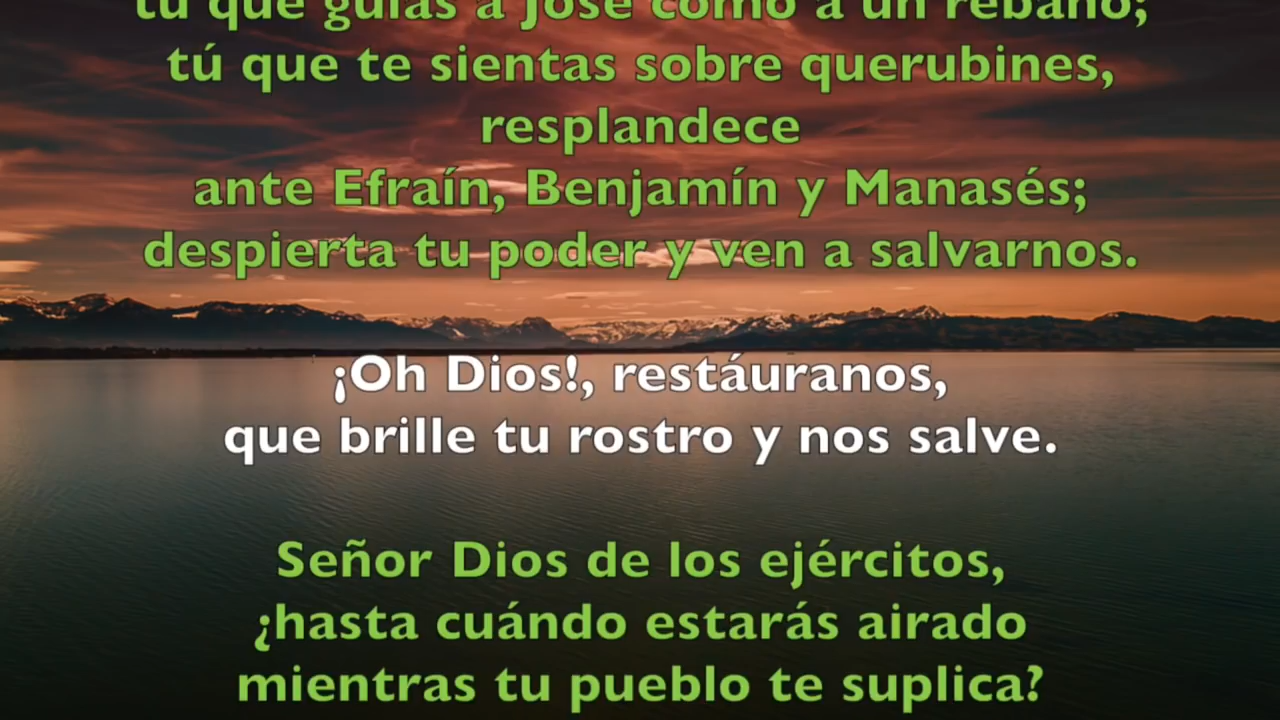 tú que guías a José como a un rebaño;
tú que te sientas sobre querubines,
resplandece
ante Efraín, Benjamín y Manasés;
despierta tu poder y ven a salvarnos.
¡Oh Dios!, restáuranos,
que brille tu rostro y nos salve.
Señor Dios de los ejércitos,
¿hasta cuándo estarás airado
mientras tu pueblo te suplica?